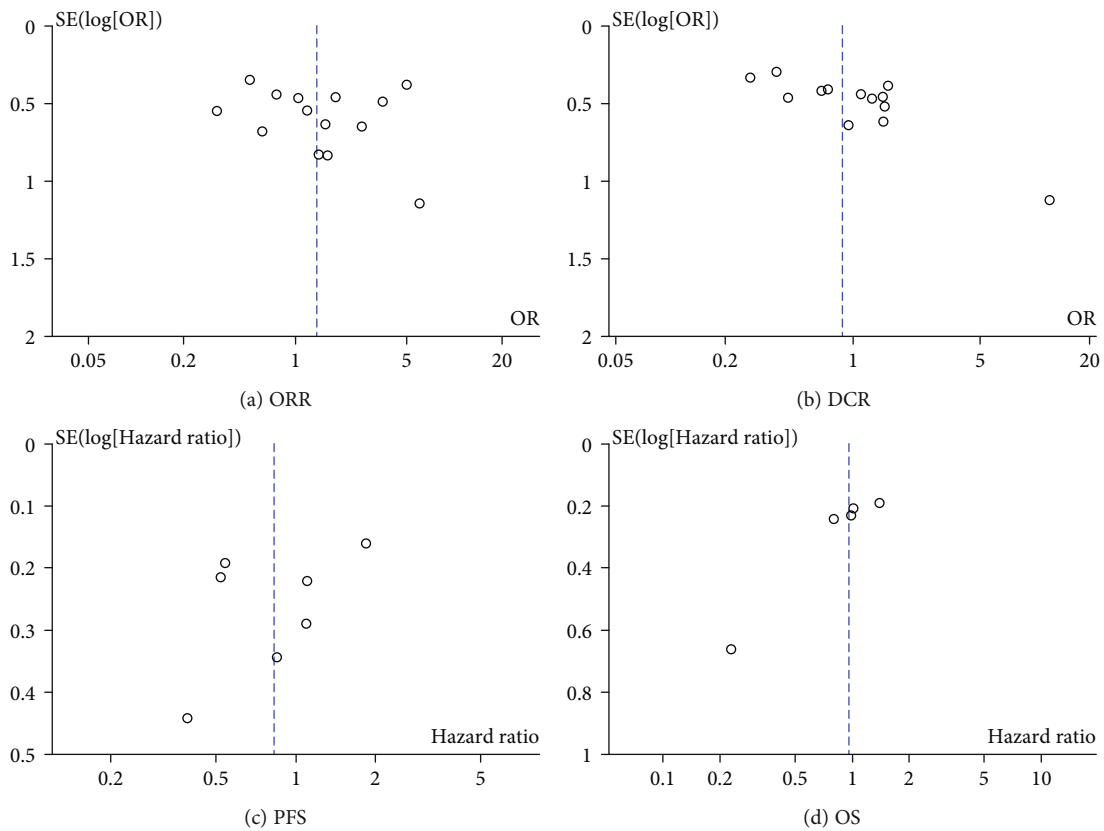 SE(log[OR])
0
0.5
1
1.5
2
OR
0.05 0.2 1 5 20
(a) ORR
SE(log[OR])
0
0.5
1
1.5
2
OR
0.05 0.2 1 5 20
(b) DCR
SE(log[Hazard ratio])
0
0.1
0.2
0.3
0.4
0.5
Hazard ratio
0.2 0.5 1 2 5
(c) PFS
SE(log[Hazard ratio])
0
0.2
0.4
0.6
0.8
1
Hazard ratio
0.1 0.2 0.5 1 2 5 10
(d) OS